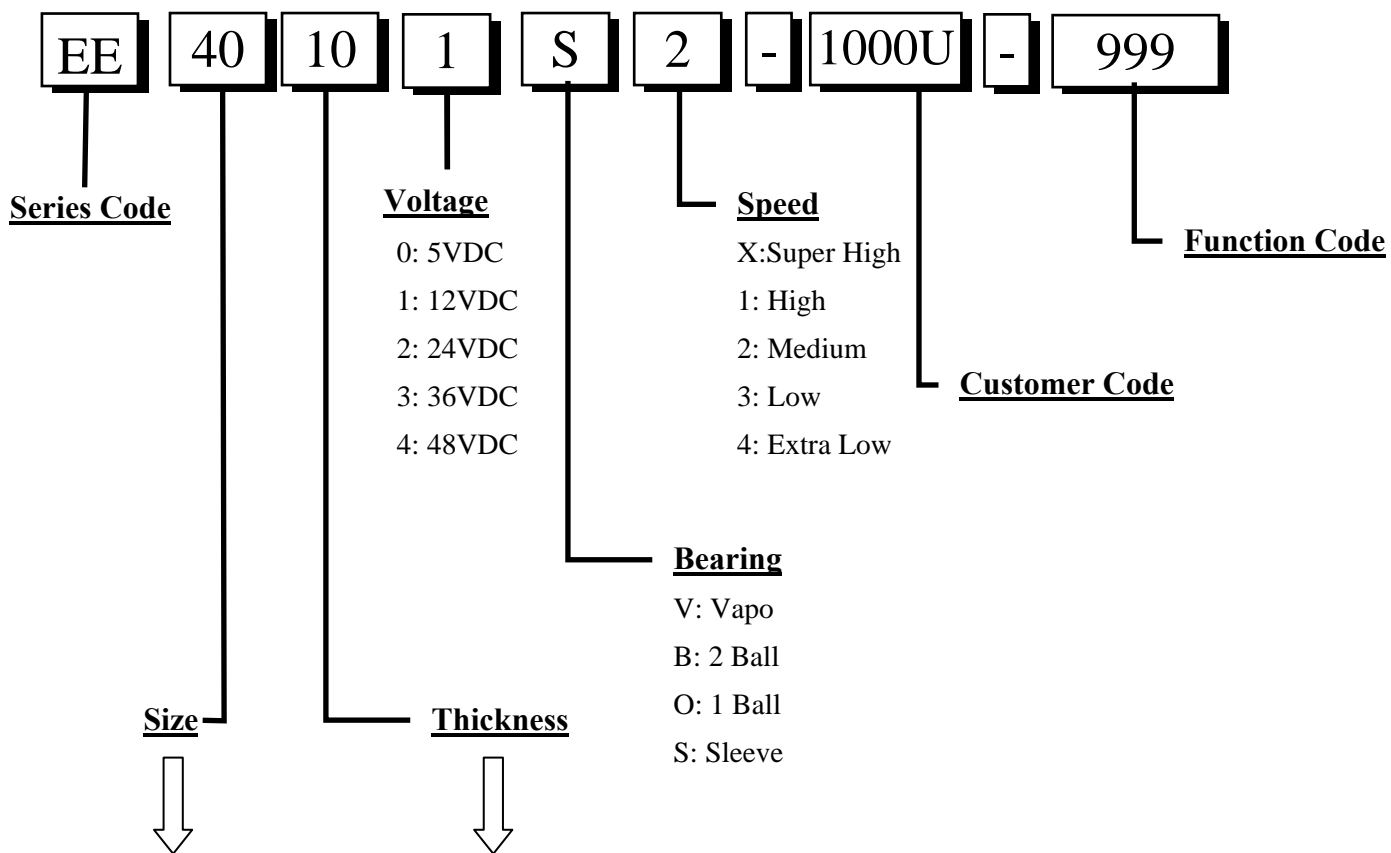 EE 40 10 1 S 2 - 1000U - 999
Series Code
Voltage
0: 5VDC
1: 12VDC
2: 24VDC
3: 36VDC
4: 48VDC
Speed
X:Super High
1: High
2: Medium
3: Low
4: Extra Low
Function Code
Customer Code
Bearing
V: Vapo
B: 2 Ball
O: 1 Ball
S: Sleeve
Size
Thickness